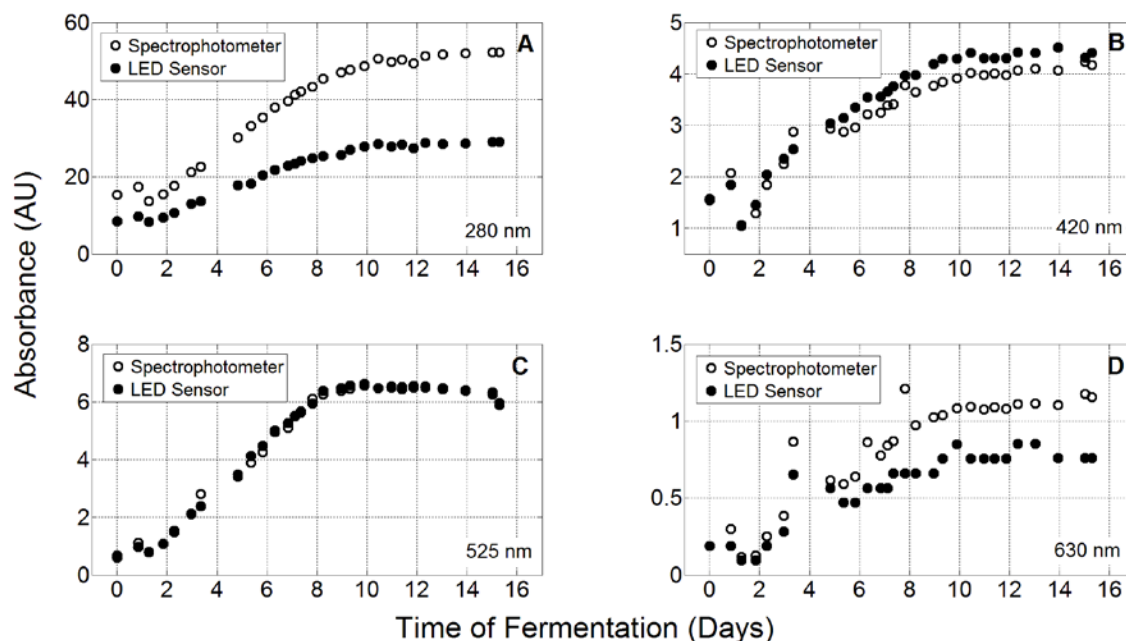 Absorbance (AU)
60
40
20
0
Spectrophotometer
LED Sensor
A
280 nm
0 2 4 6 8 10 12 14 16
5
4
3
2
1
Spectrophotometer
LED Sensor
B
420 nm
0 2 4 6 8 10 12 14 16
8
6
4
2
0
Spectrophotometer
LED Sensor
C
525 nm
0 2 4 6 8 10 12 14 16
1.5
1
0.5
0
Spectrophotometer
LED Sensor
D
630 nm
0 2 4 6 8 10 12 14 16
Time of Fermentation (Days)